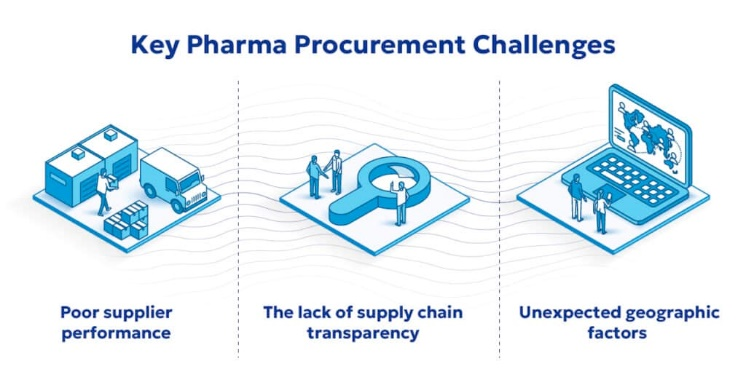 Key Pharma Procurement Challenges
Poor supplier
performance
The lack of supply chain
transparency
Unexpected geographic
factors